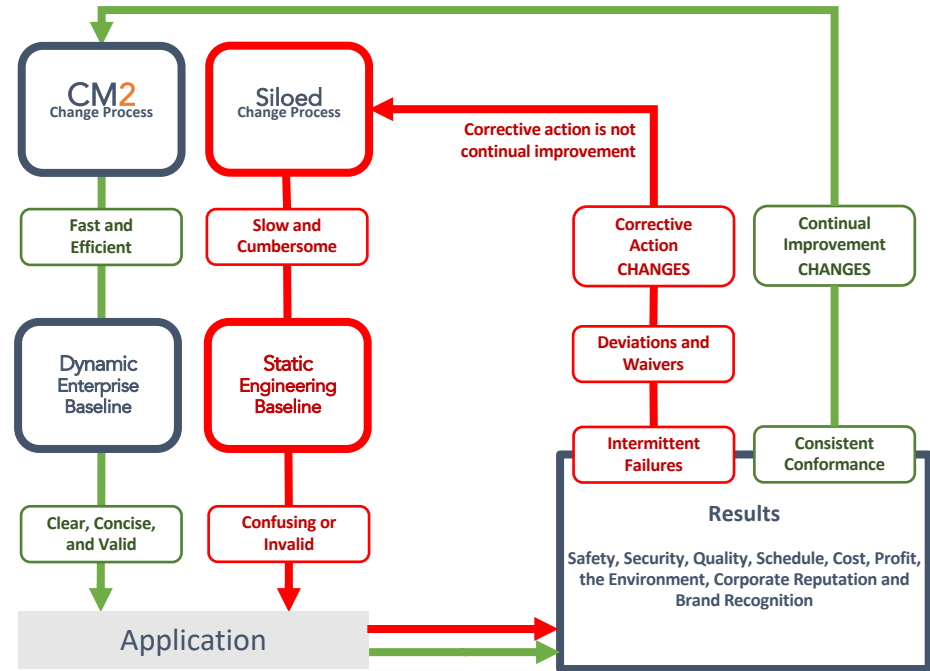 CM2
Change Process
Siloed
Change Process
Corrective action is not
continual improvement
Fast and
Efficient
Slow and
Cumbersome
Corrective
Action
CHANGES
Continual
Improvement
CHANGES
Dynamic
Enterprise
Baseline
Static
Engineering
Baseline
Deviations and
Waivers
Intermittent
Failures
Consistent
Conformance
Clear, Concise,
and Valid
Confusing or
Invalid
Results
Safety, Security, Quality, Schedule, Cost, Profit,
the Environment, Corporate Reputation and
Brand Recognition
Application